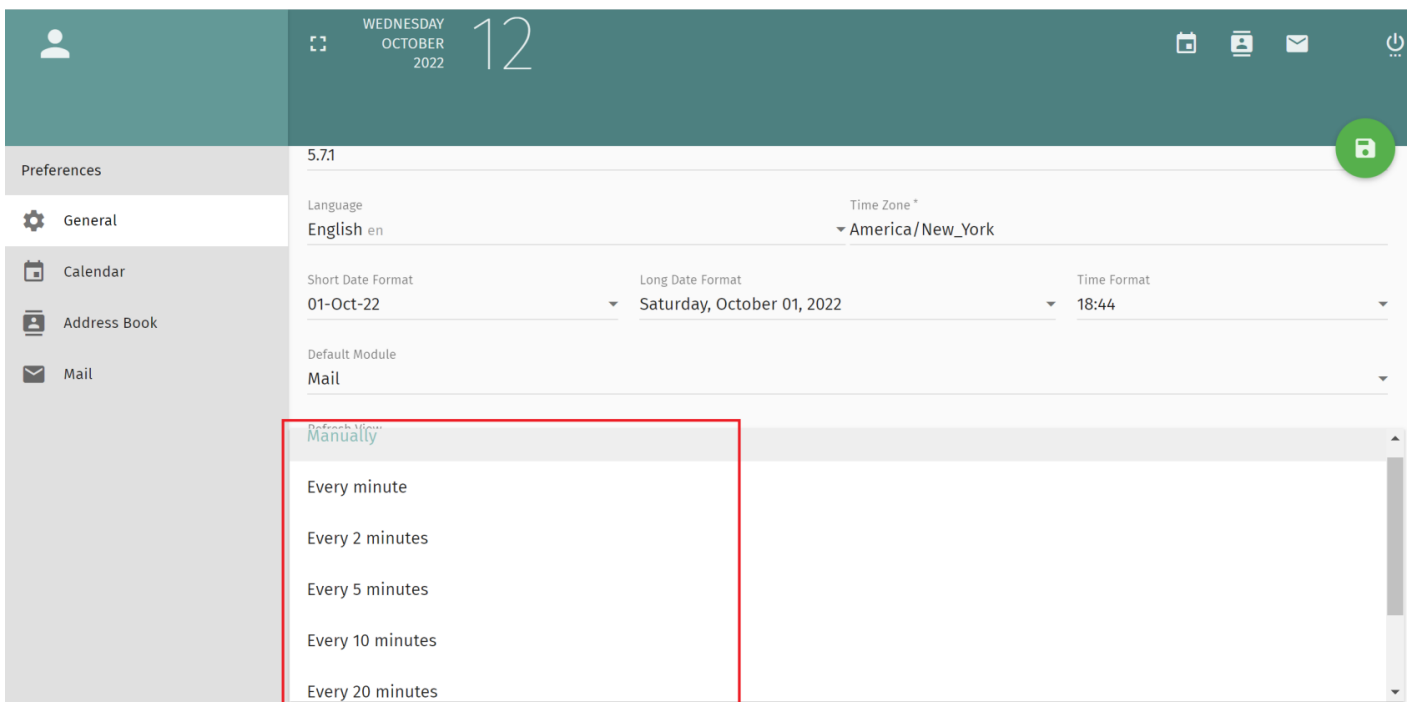 WEDNESDAY
OCTOBER
2022
12
Preferences
General
Calendar
Address Book
Mail
5.7.1
Language
Time Zone *
English en
America/New_York
Short Date Format
Long Date Format
Time Format
01-Oct-22
Saturday, October 01, 2022
18:44
Default Module
Mail
Refresh View
Manually
Every minute
Every 2 minutes
Every 5 minutes
Every 10 minutes
Every 20 minutes